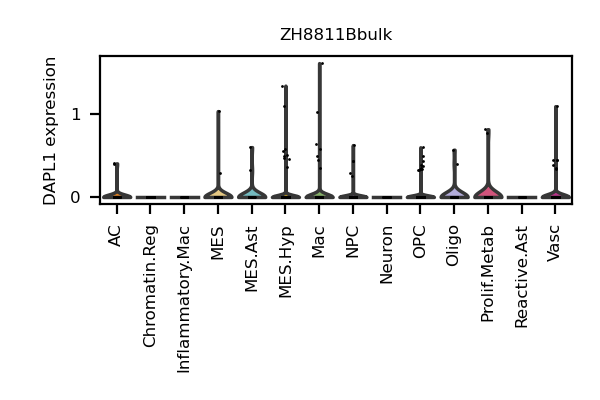 ZH8811Bbulk
DAPL1 expression
1
0
AC
Chromatin.Reg
Inflammatory.Mac
MES
MES.Ast
MES.Hyp
Mac
NPC
Neuron
OPC
Oligo
Prolif.Metab
Reactive.Ast
Vasc